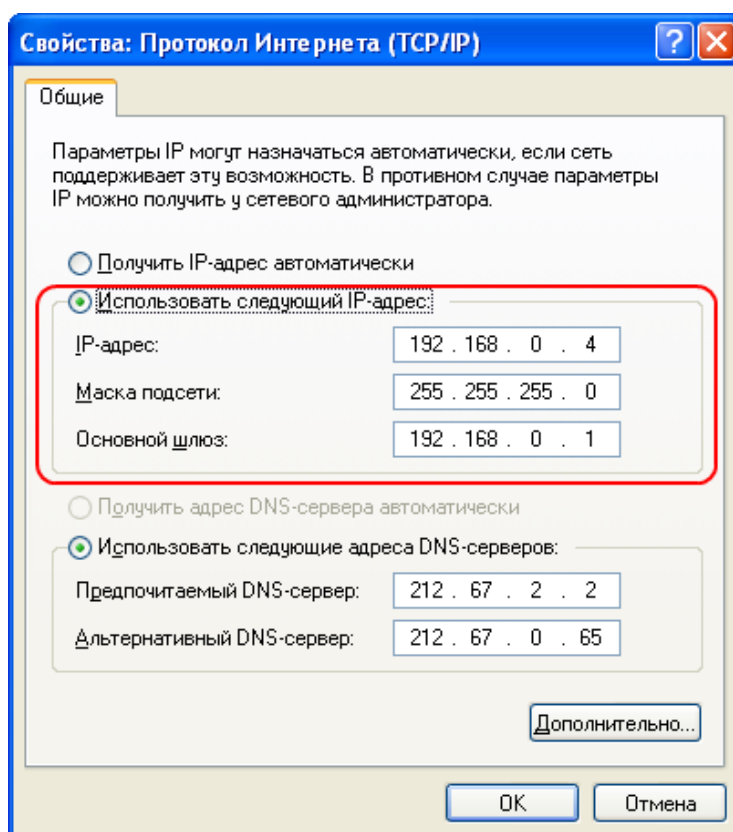 Свойства: Протокол Интернета (TCP/IP)
Общие
Параметры IP могут назначаться автоматически, если сеть
поддерживает эту возможность. В противном случае параметры
IP можно получить у сетевого администратора.
Получить IP-адрес автоматически
Использовать следующий IP-адрес:
IP-адрес: 192 . 168 . 0 . 4
Маска подсети: 255 . 255 . 255 . 0
Основной шлюз: 192 . 168 . 0 . 1
Получить адрес DNS-сервера автоматически
Использовать следующие адреса DNS-серверов:
Предпочитаемый DNS-сервер: 212 . 67 . 2 . 2
Альтернативный DNS-сервер: 212 . 67 . 0 . 65
Дополнительно...
ОК Отмена